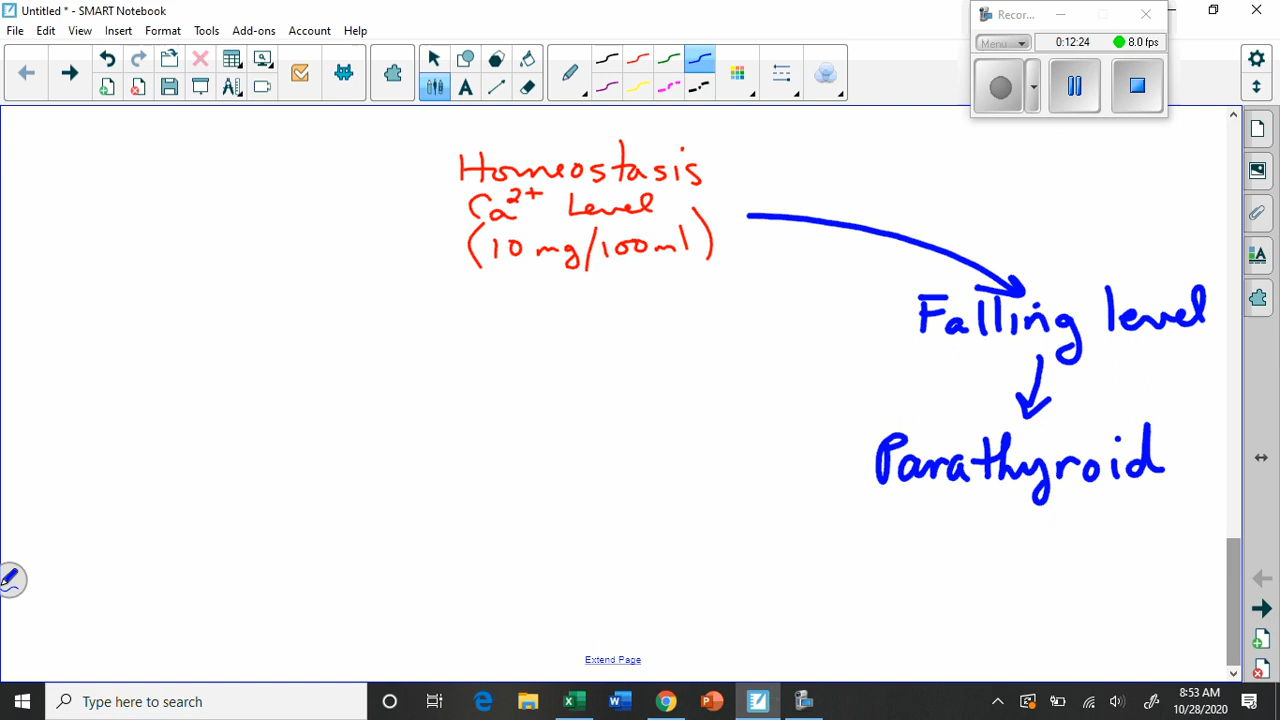 Untitled * - SMART Notebook
File Edit View Insert Format Tools Add-ons Account Help
Recor...
Menu
0:12:24
8.0 fps
Homeostasis
Ca2+ Level
(10 mg/100ml)
Falling level
Parathyroid
Extend Page
Type here to search
8:53 AM
10/28/2020